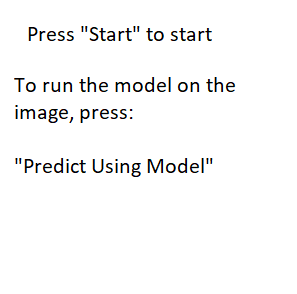 Press "Start" to start
To run the model on the
image, press:
"Predict Using Model"